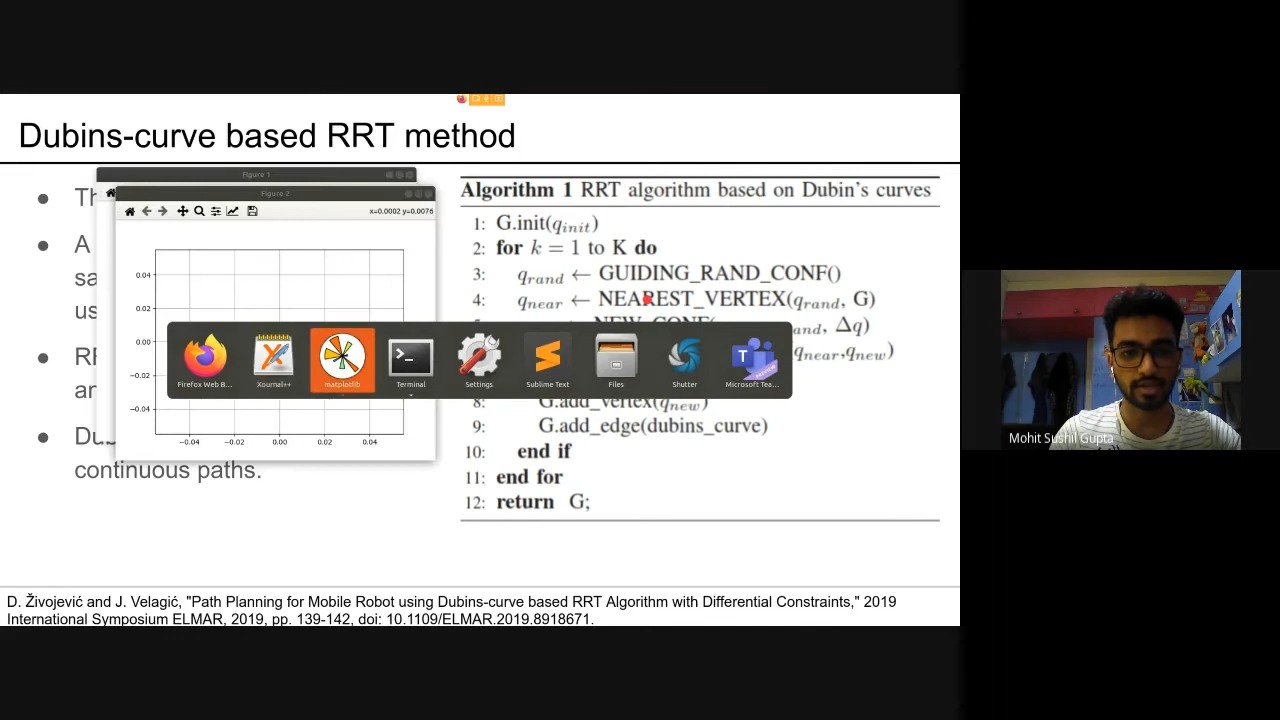 Dubins-curve based RRT method
Figure 1
Figure 2
x=0.0002 y=0.0076
0.04
0.02
0.00
−0.02
−0.04
−0.04
−0.02
0.00
0.02
0.04
A
continuous paths.
Algorithm 1 RRT algorithm based on Dubin's curves
1: G.init(q_init)
2: for k = 1 to K do
3: q_rand ← GUIDING_RAND_CONF()
4: q_near ← NEAREST_VERTEX(q_rand, G)
, Δq)
q_near,q_new)
8: G.add_vertex(q_new)
9: G.add_edge(dubins_curve)
10: end if
11: end for
12: return G;
Firefox Web B...
Xournal++
matplotlib
Terminal
Settings
Sublime Text
Files
Shutter
Microsoft Tea...
PREVIEW
D. Živojević and J. Velagić, "Path Planning for Mobile Robot using Dubins-curve based RRT Algorithm with Differential Constraints," 2019
International Symposium ELMAR, 2019, pp. 139-142, doi: 10.1109/ELMAR.2019.8918671.
Mohit Sushil Gupta